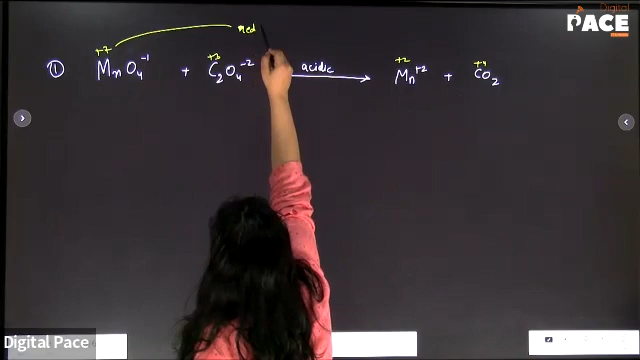 Digital
PACE
red
+7 +3 +2 +4
① MnO4^-1 + C2O4^-2 acidic → Mn^+2 + CO2
Digital Pace